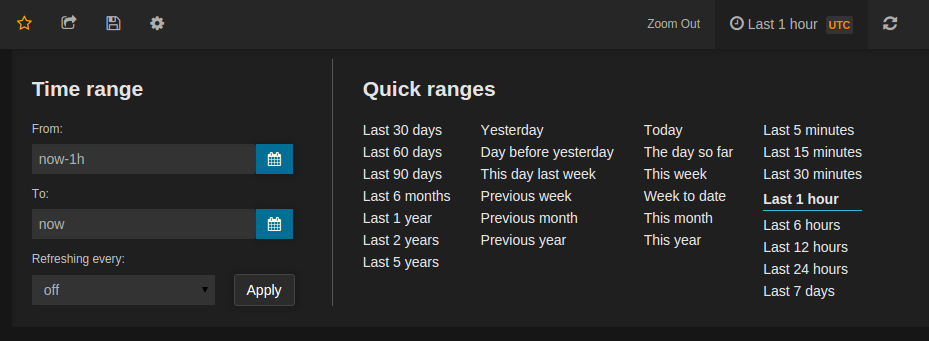 Zoom Out
Last 1 hour UTC
Time range
From:
now-1h
To:
now
Refreshing every:
off
Apply
Quick ranges
Last 30 days
Last 60 days
Last 90 days
Last 6 months
Last 1 year
Last 2 years
Last 5 years
Yesterday
Day before yesterday
This day last week
Previous week
Previous month
Previous year
Today
The day so far
This week
Week to date
This month
This year
Last 5 minutes
Last 15 minutes
Last 30 minutes
Last 1 hour
Last 6 hours
Last 12 hours
Last 24 hours
Last 7 days